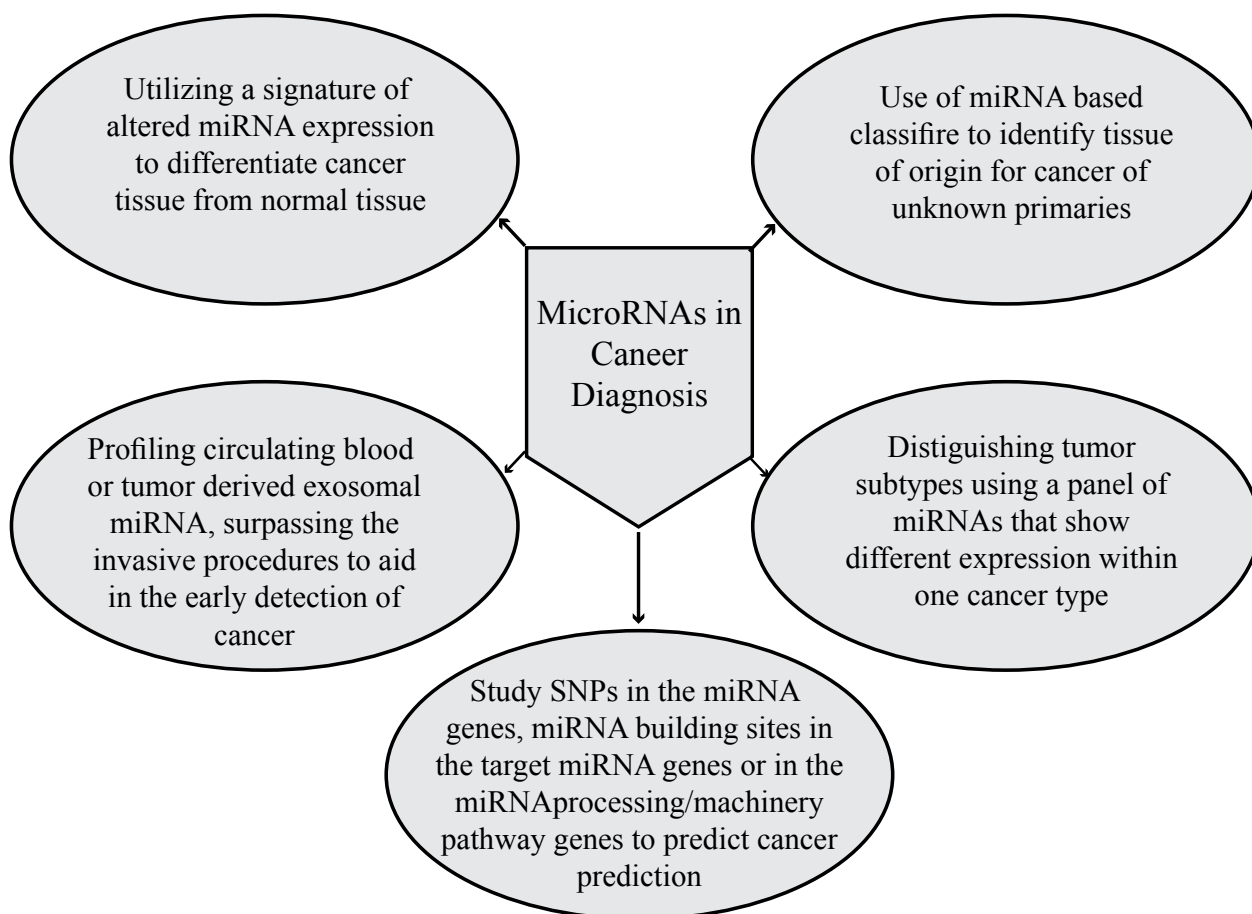 Utilizing a signature of
altered miRNA expression
to differentiate cancer
tissue from normal tissue
Use of miRNA based
classifire to identify tissue
of origin for cancer of
unknown primaries
MicroRNAs in
Caneer
Diagnosis
Profiling circulating blood
or tumor derived exosomal
miRNA, surpassing the
invasive procedures to aid
in the early detection of
cancer
Distiguishing tumor
subtypes using a panel of
miRNAs that show
different expression within
one cancer type
Study SNPs in the miRNA
genes, miRNA building sites in
the target miRNA genes or in the
miRNAprocessing/machinery
pathway genes to predict cancer
prediction